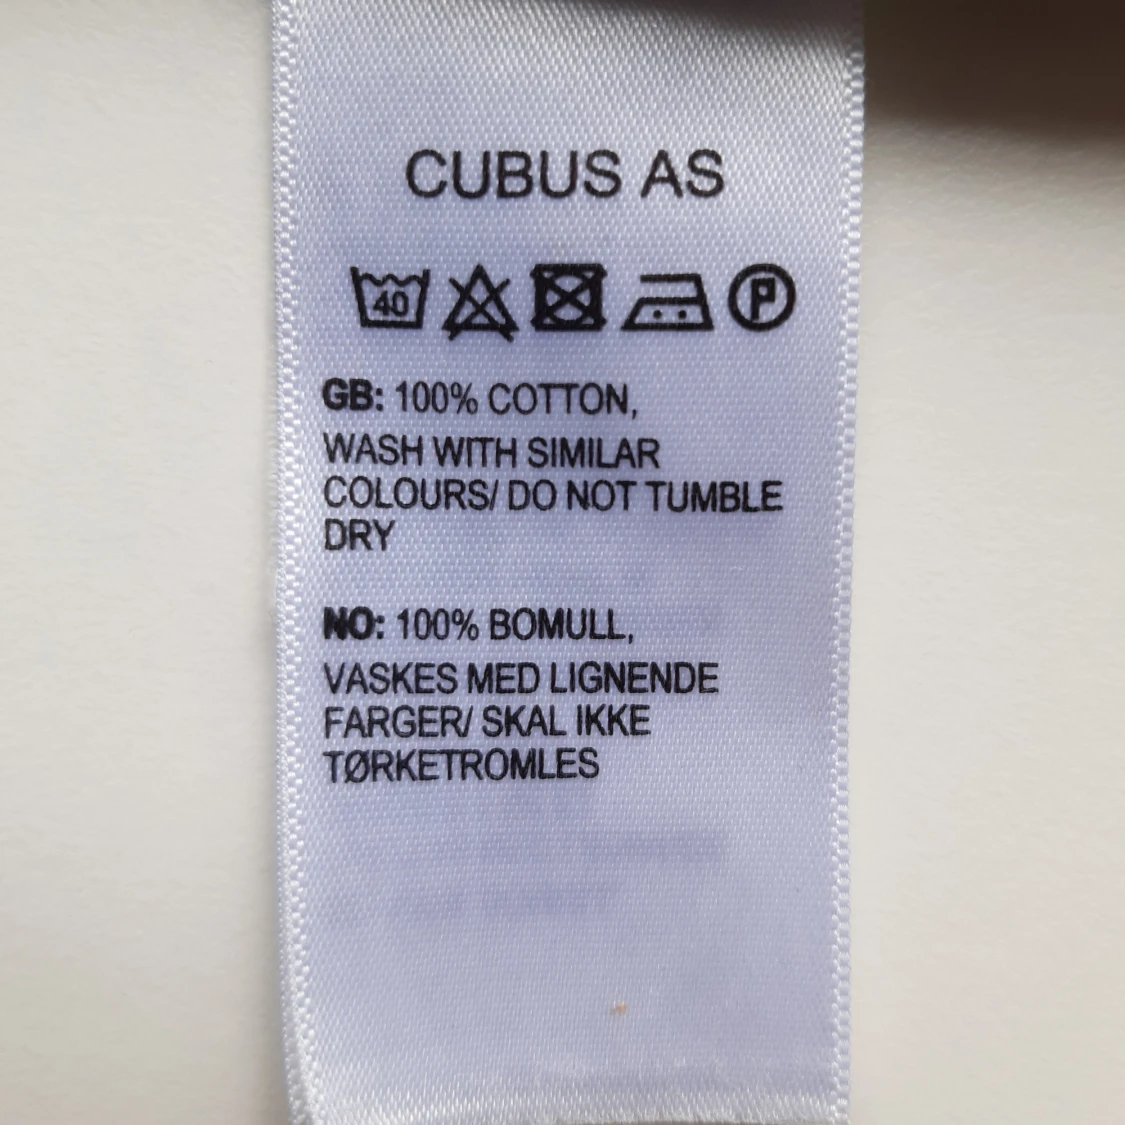 CUBUS AS
40 P
GB: 100% COTTON,
WASH WITH SIMILAR
COLOURS/ DO NOT TUMBLE
DRY
NO: 100% BOMULL,
VASKES MED LIGNENDE
FARGER/ SKAL IKKE
TØRKETROMLES